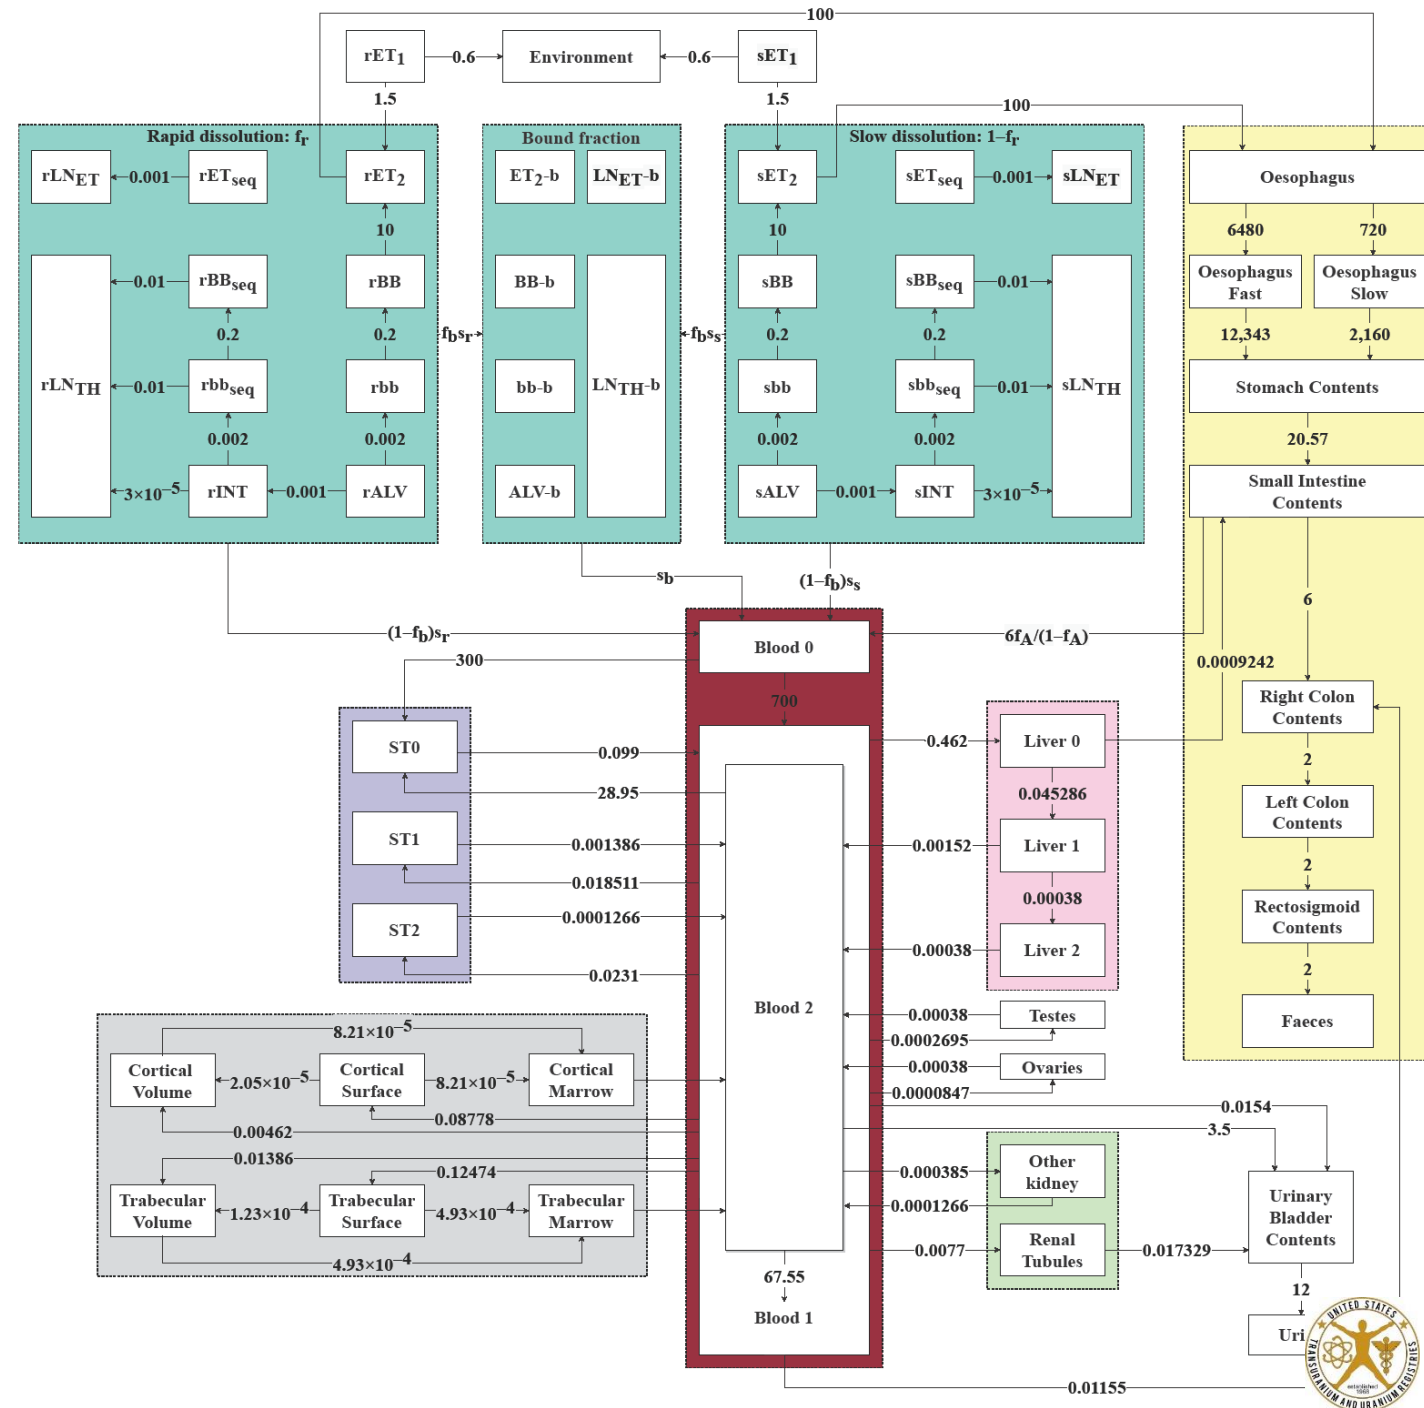 100
rET1
0.6
Environment
0.6
sET1
1.5
1.5
100
Rapid dissolution: fr
Bound fraction
Slow dissolution: 1–fr
rLNET
0.001
rETseq
rET2
ET2-b
LNET-b
sET2
sETseq
0.001
sLNET
Oesophagus
10
10
6480
720
rLNTH
0.01
rBBseq
rBB
BB-b
LNTH-b
sBB
sBBseq
0.01
sLNTH
Oesophagus
Fast
Oesophagus
Slow
0.2
0.2
fbsr
fbss
0.2
0.2
12,343
2,160
0.01
rbbseq
rbb
bb-b
sbb
sbbseq
0.01
Stomach Contents
0.002
0.002
0.002
0.002
20.57
3×10–5
rINT
0.001
rALV
ALV-b
sALV
0.001
sINT
3×10–5
Small Intestine
Contents
sb
(1–fb)ss
6
(1–fb)sr
Blood 0
6fA/(1–fA)
0.0009242
300
700
Right Colon
Contents
ST0
0.099
0.462
Liver 0
2
28.95
0.045286
Left Colon
Contents
ST1
0.001386
0.00152
Liver 1
2
0.018511
0.00038
Rectosigmoid
Contents
ST2
0.0001266
0.00038
Liver 2
2
0.0231
Blood 2
0.00038
Testes
Faeces
0.0002695
8.21×10–5
Cortical
Volume
2.05×10–5
Cortical
Surface
8.21×10–5
Cortical
Marrow
0.00038
Ovaries
0.0000847
0.08778
0.0154
0.00462
3.5
0.01386
0.12474
0.000385
Other
kidney
Trabecular
Volume
1.23×10–4
Trabecular
Surface
4.93×10–4
Trabecular
Marrow
0.0001266
Urinary
Bladder
Contents
0.0077
Renal
Tubules
0.017329
4.93×10–4
67.55
12
Blood 1
Uri
0.01155
UNITED STATES
TRANSURANIUM AND URANIUM REGISTRIES
established
1968